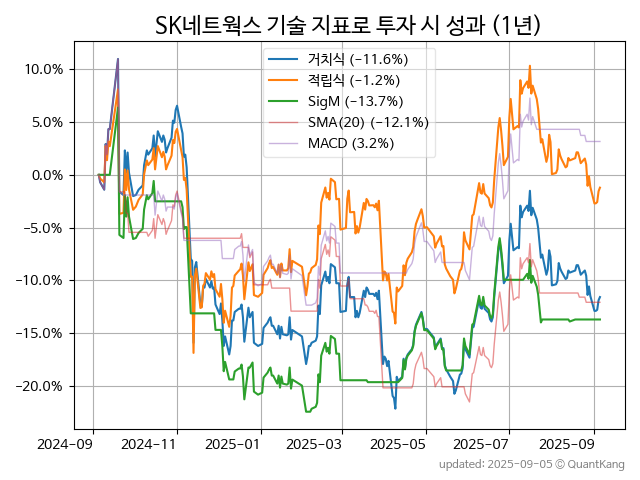 SK네트웍스 기술 지표로 투자 시 성과 (1년)
거치식 (−11.6%)
적립식 (−1.2%)
SigM (−13.7%)
SMA(20) (−12.1%)
MACD (3.2%)
10.0%
5.0%
0.0%
−5.0%
−10.0%
−15.0%
−20.0%
2024-09 2024-11 2025-01 2025-03 2025-05 2025-07 2025-09
updated: 2025-09-05 © QuantKang